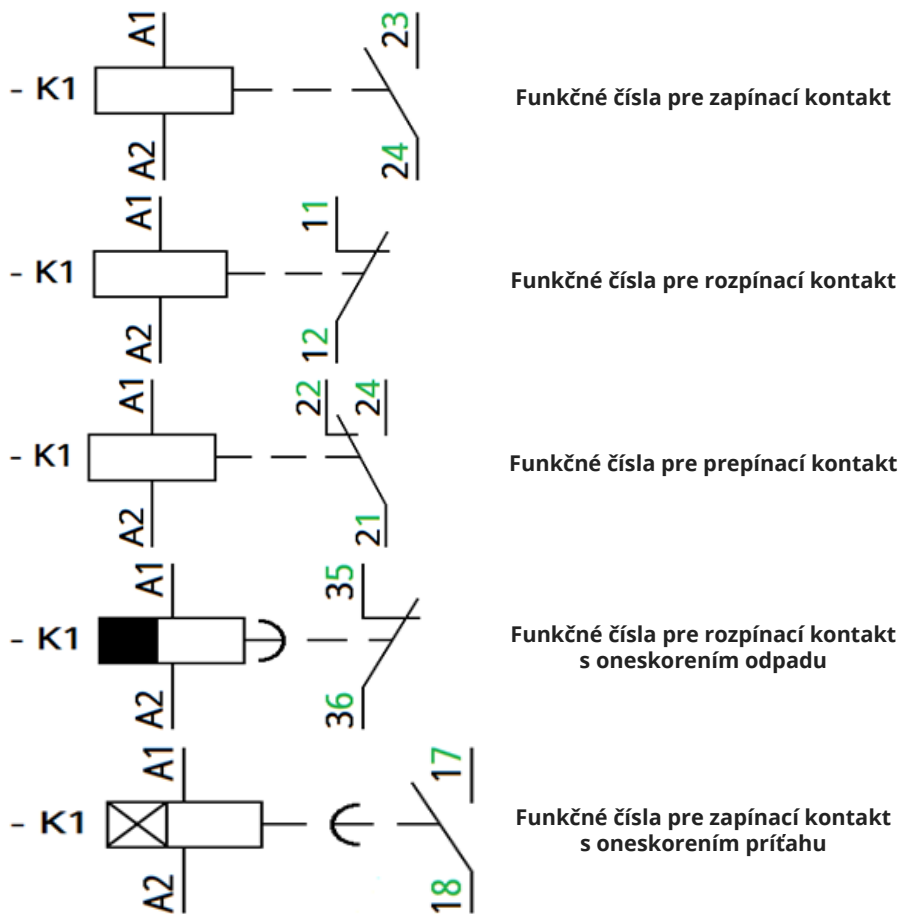 A1
23
- K1
Funkčné čísla pre zapínací kontakt
A2
24
A1
11
- K1
Funkčné čísla pre rozpínací kontakt
A2
12
A1
22
24
- K1
Funkčné čísla pre prepínací kontakt
A2
21
A1
35
- K1
Funkčné čísla pre rozpínací kontakt
s oneskorením odpadu
A2
36
A1
17
- K1
Funkčné čísla pre zapínací kontakt
s oneskorením príťahu
A2
18